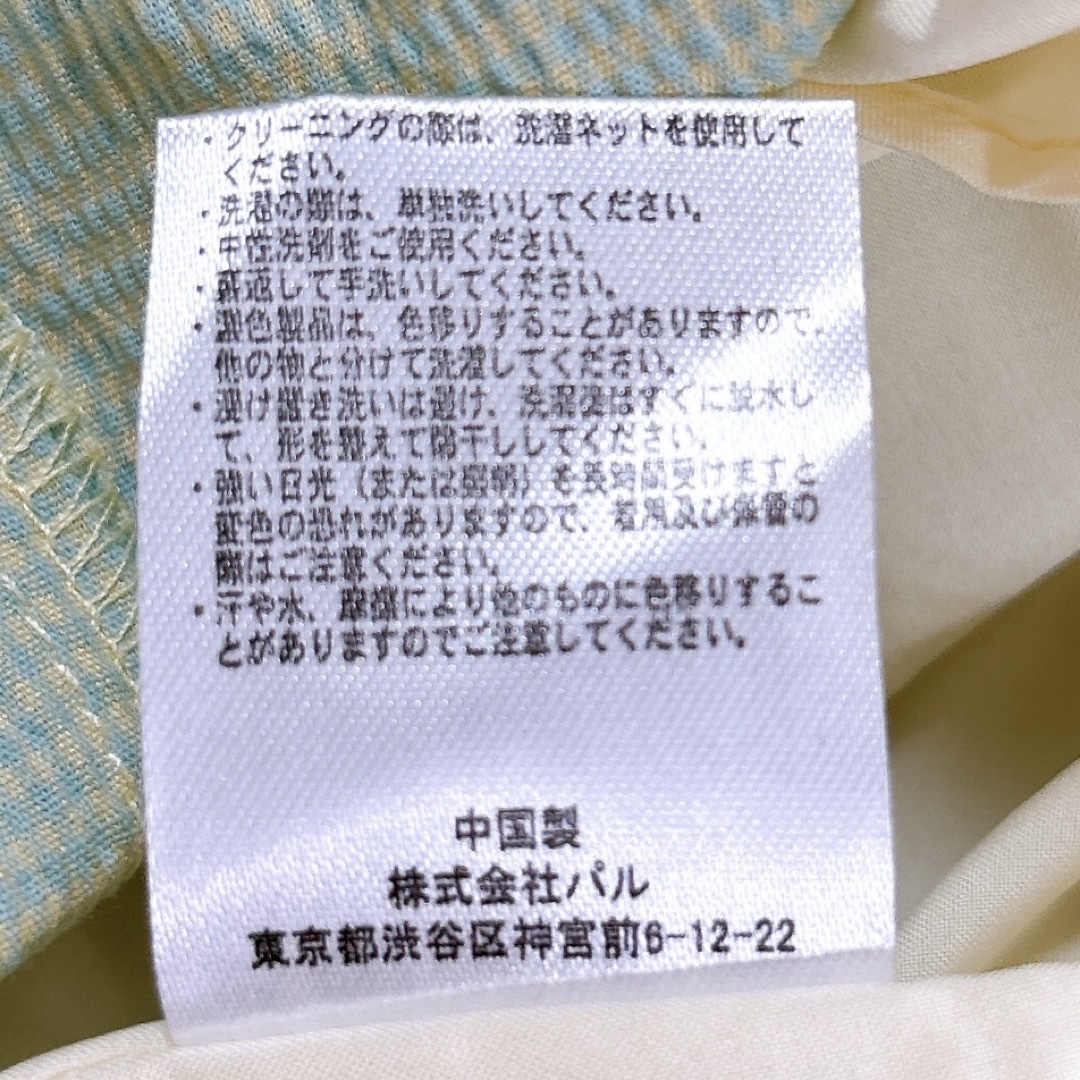 ・クリーニングの際は、洗濯ネットを使用して
ください。
・洗濯の際は、単独洗いしてください。
・中性洗剤をご使用ください。
・裏返して手洗いしてください。
・濃色製品は、色移りすることがありますので、
他の物と分けて洗濯してください。
・漬け置き洗いは避け、洗濯後はすぐに脱水し
て、形を整えて陰干ししてください。
・強い日光（または照明）を長時間受けますと
変色の恐れがありますので、着用及び保管の
際はご注意ください。
・汗や水、摩擦により他のものに色移りするこ
とがありますのでご注意してください。
中国製
株式会社パル
東京都渋谷区神宮前6-12-22